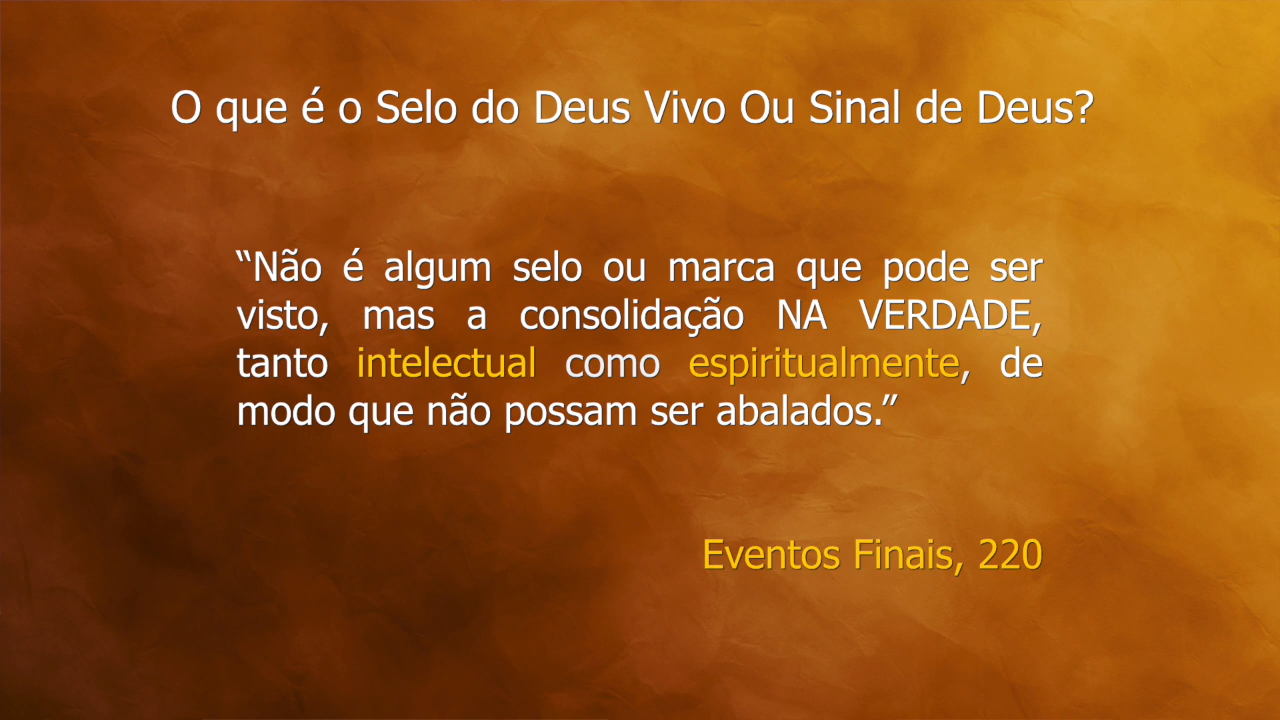 O que é o Selo do Deus Vivo Ou Sinal de Deus?
“Não é algum selo ou marca que pode ser
visto, mas a consolidação NA VERDADE,
tanto intelectual como espiritualmente, de
modo que não possam ser abalados.”
Eventos Finais, 220